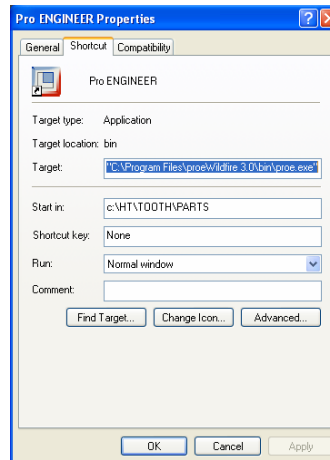 Pro ENGINEER Properties
General Shortcut Compatibility
Pro ENGINEER
Target type: Application
Target location: bin
Target: "C:\Program Files\proeWildfire 3.0\bin\proe.exe"
Start in: c:\HT\TOOTH\PARTS
Shortcut key: None
Run: Normal window
Comment:
Find Target... Change Icon... Advanced...
OK Cancel Apply